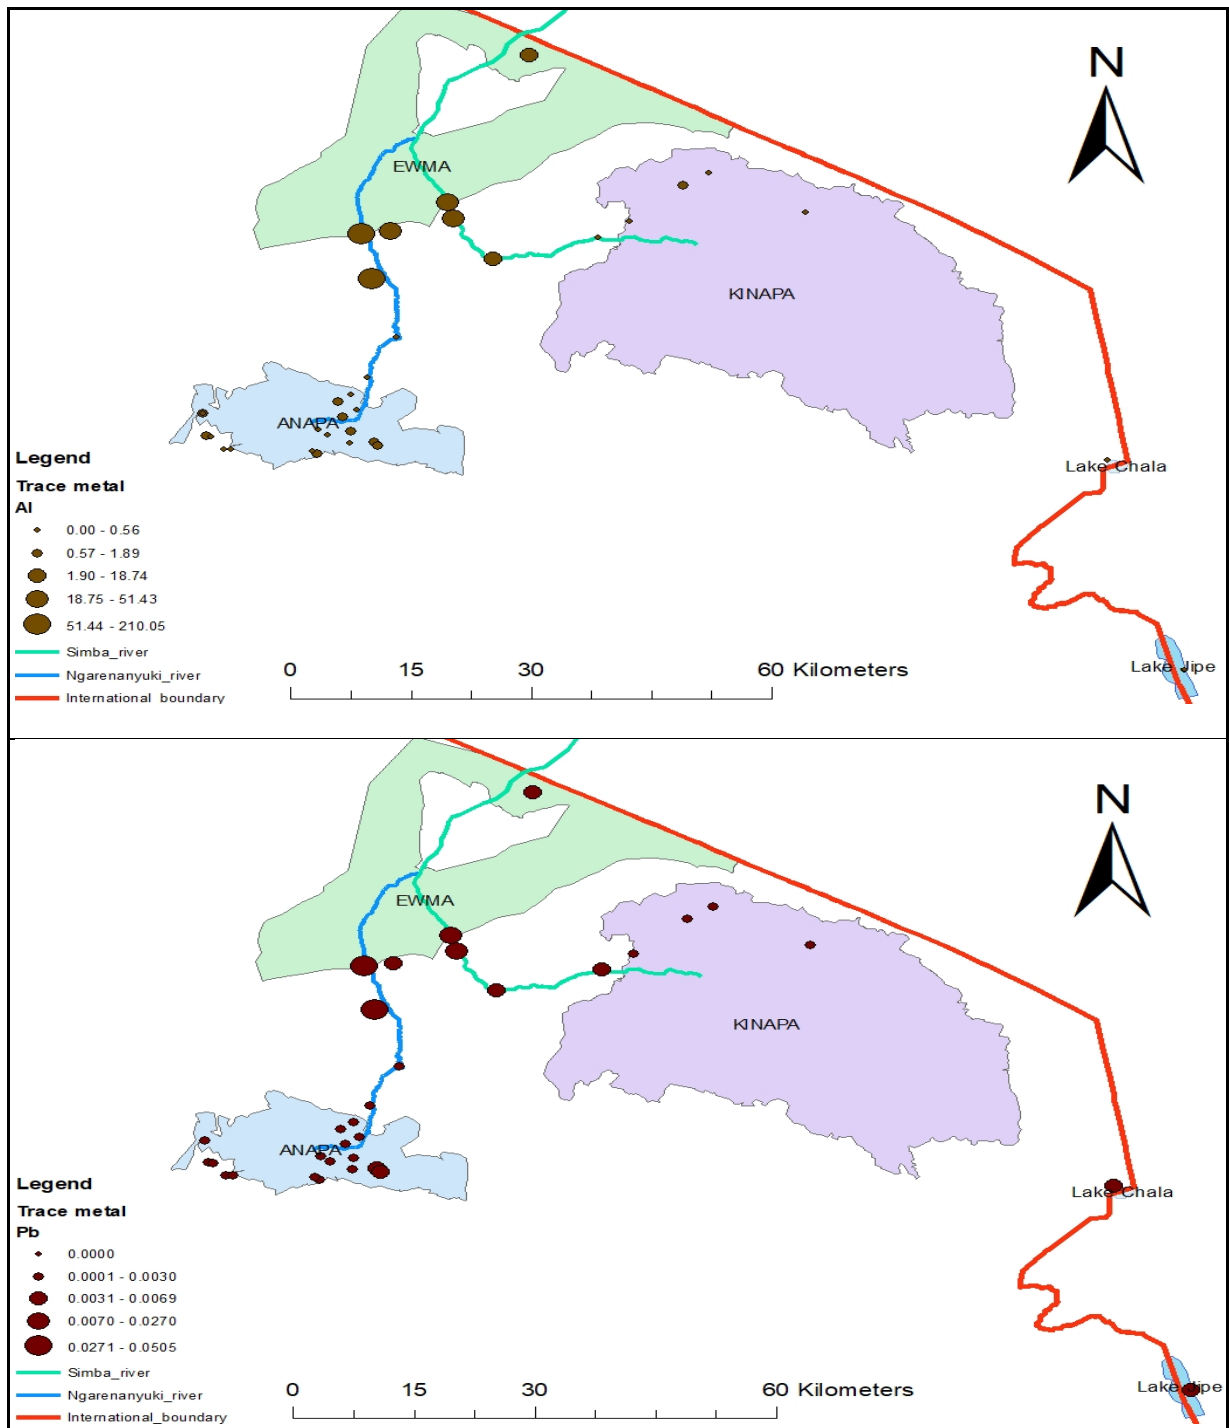 N
EWMA
KINAPA
ANAPA
Lake Chala
Lake Jipe
Legend
Trace metal
Al
0.00 - 0.56
0.57 - 1.89
1.90 - 18.74
18.75 - 51.43
51.44 - 210.05
Simba_river
Ngarenanyuki_river
International_boundary
0 15 30 60 Kilometers
N
EWMA
KINAPA
ANAPA
Lake Chala
Lake Jipe
Legend
Trace metal
Pb
0.0000
0.0001 - 0.0030
0.0031 - 0.0069
0.0070 - 0.0270
0.0271 - 0.0505
Simba_river
Ngarenanyuki_river
International_boundary
0 15 30 60 Kilometers